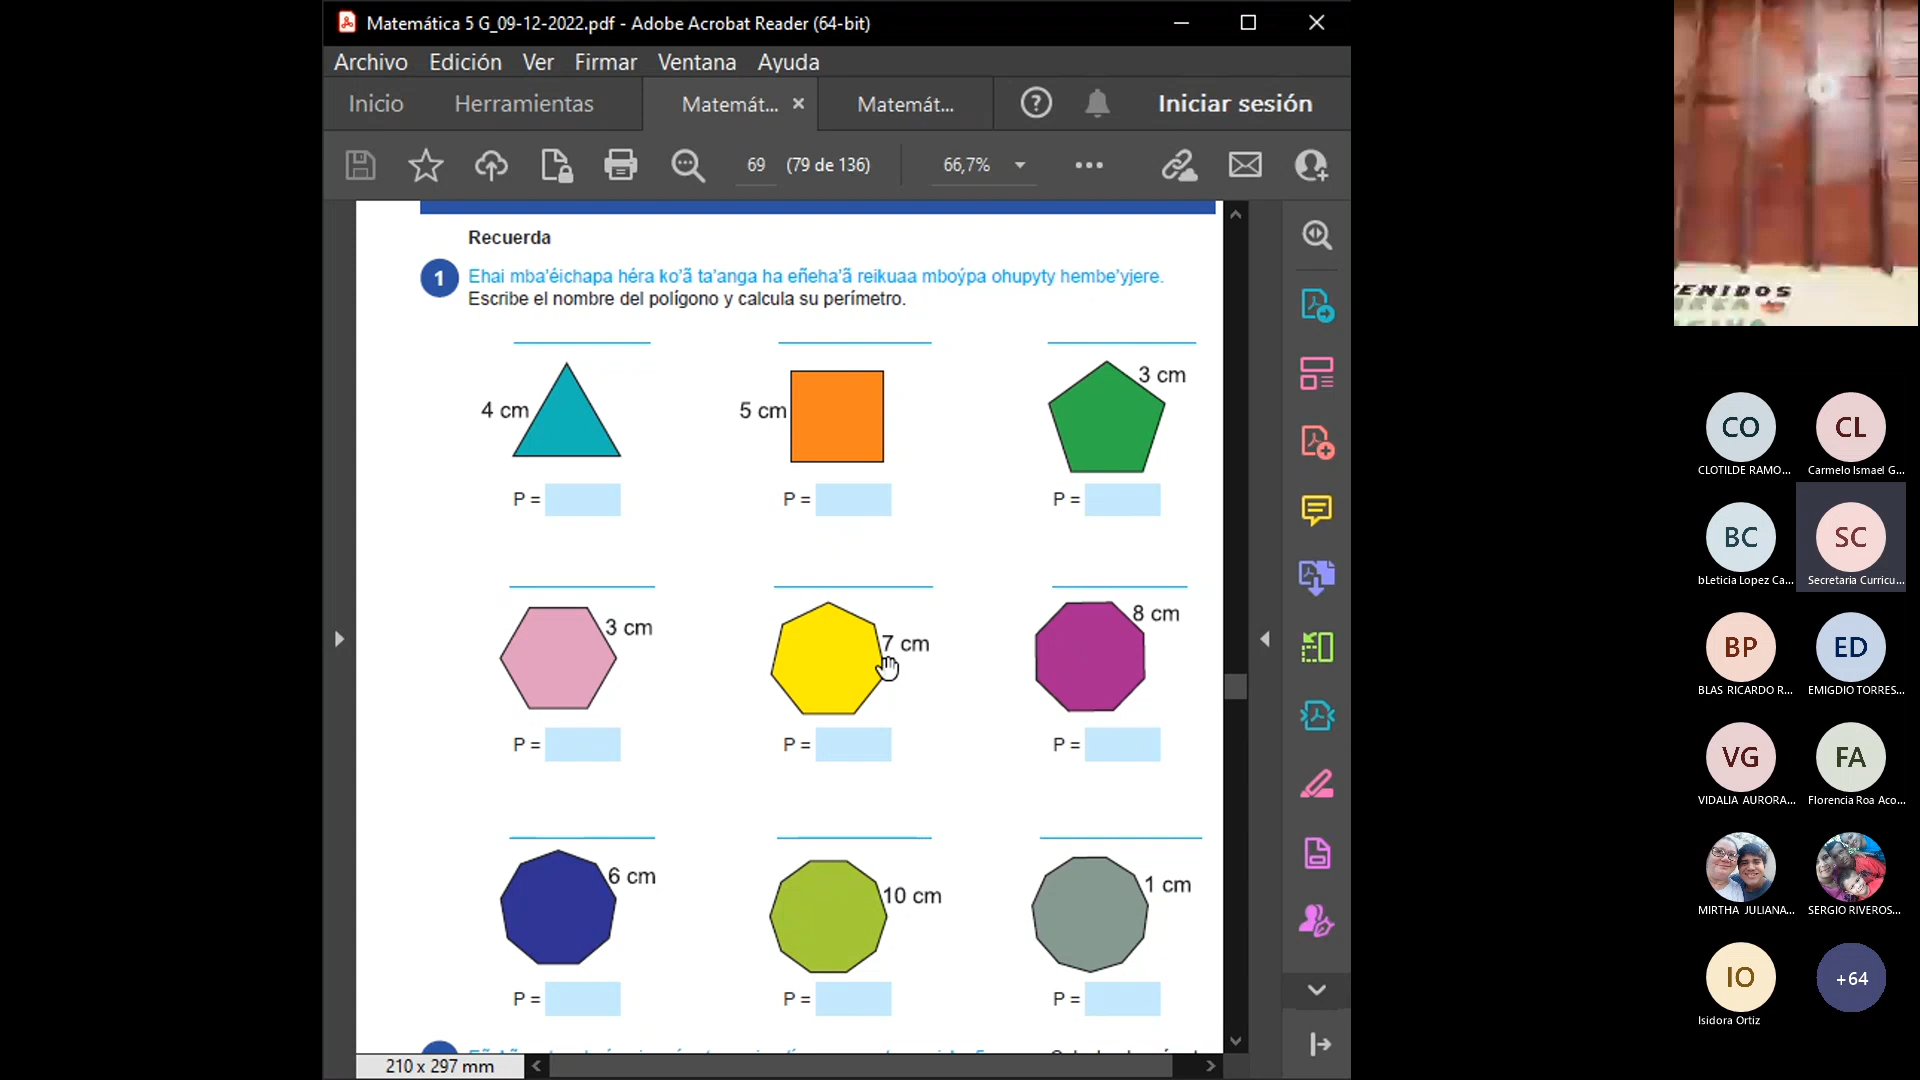 Matemática 5 G_09-12-2022.pdf - Adobe Acrobat Reader (64-bit)
Archivo Edición Ver Firmar Ventana Ayuda
Inicio Herramientas Matemát... × Matemát... ? Iniciar sesión
69 (79 de 136) 66,7%
Recuerda
1 Ehai mba'éichapa héra ko'ã ta'anga ha eñeha'ã reikuaa mboýpa ohupyty hembe'yjere.
Escribe el nombre del polígono y calcula su perímetro.
4 cm 5 cm 3 cm
P = P = P =
3 cm 7 cm 8 cm
P = P = P =
6 cm 10 cm 1 cm
P = P = P =
210 x 297 mm
ENIDOS
CO CL
CLOTILDE RAMO... Carmelo Ismael G...
BC SC
bLeticia Lopez Ca... Secretaria Curricu...
BP ED
BLAS RICARDO R... EMIGDIO TORRES...
VG FA
VIDALIA AURORA... Florencia Roa Aco...
MIRTHA JULIANA... SERGIO RIVEROS...
IO +64
Isidora Ortiz